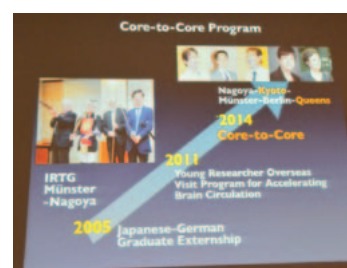 Core-to-Core Program
Nagoya-Kyoto-
Münster-Berlin-Queens
2014
Core-to-Core
2011
Young Researcher Overseas
Visit Program for Accelerating
Brain Circulation
IRTG
Münster
-Nagoya
2005
Japanese-German
Graduate Externship